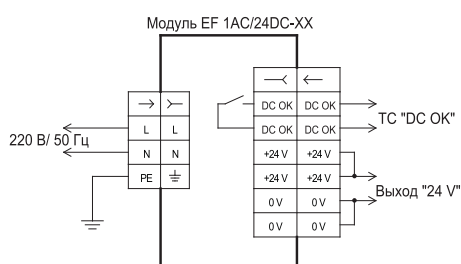 Модуль EF 1AC/24DC-XX
220 В/ 50 Гц
L L
N N
PE
DC OK DC OK
DC OK DC OK
+24 V +24 V
+24 V +24 V
0 V 0 V
0 V 0 V
ТС "DC OK"
Выход "24 V"